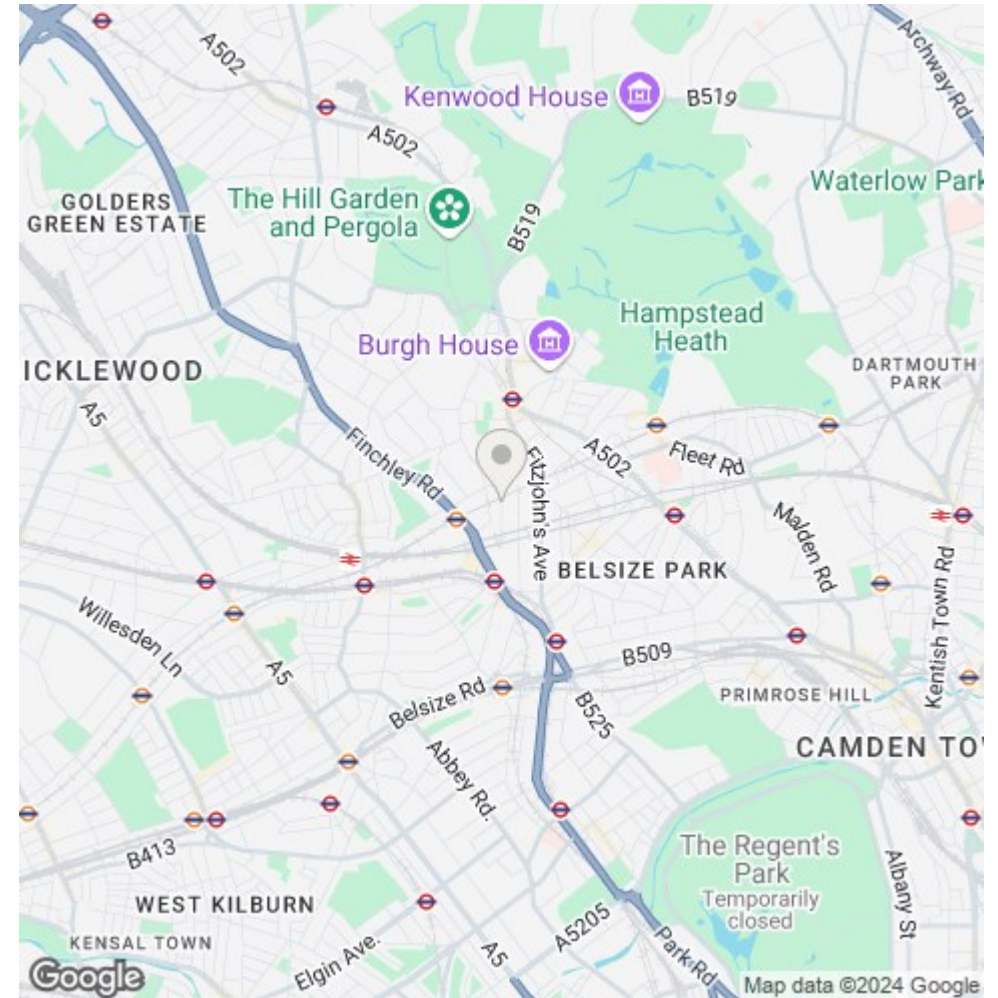 A502
Kenwood House
B519
Archway Rd
A502
Waterlow Park
GOLDERS
GREEN ESTATE
The Hill Garden
and Pergola
B519
Hampstead
Heath
Burgh House
DARTMOUTH
PARK
ICKLEWOOD
A5
Finchley Rd
Fitzjohn's Ave
A502
Fleet Rd
Malden Rd
BELSIZE PARK
Kentish Town Rd
Willesden Ln
A5
B509
Belsize Rd
B525
PRIMROSE HILL
Abbey Rd.
CAMDEN TO
B413
The Regent's
Park
Temporarily
closed
Albany St
WEST KILBURN
A5205
KENSAL TOWN
Elgin Ave.
A5
Park Rd
Google
Map data ©2024 Google